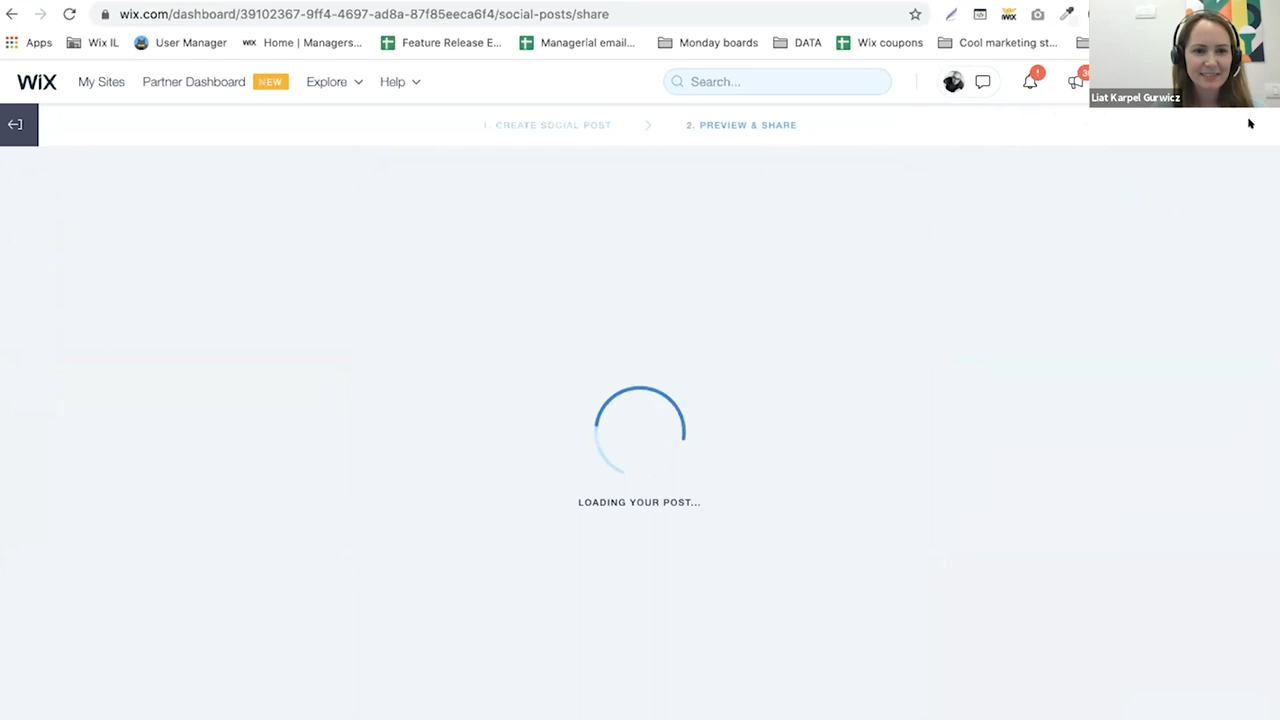 wix.com/dashboard/39102367-9ff4-4697-ad8a-87f85eeca6f4/social-posts/share
Apps Wix IL User Manager WiX Home | Managers... Feature Release E... Managerial email... Monday boards DATA Wix coupons Cool marketing st...
WiX My Sites Partner Dashboard NEW Explore Help Search...
Liat Karpel Gurwicz
1. CREATE SOCIAL POST 2. PREVIEW & SHARE
LOADING YOUR POST...